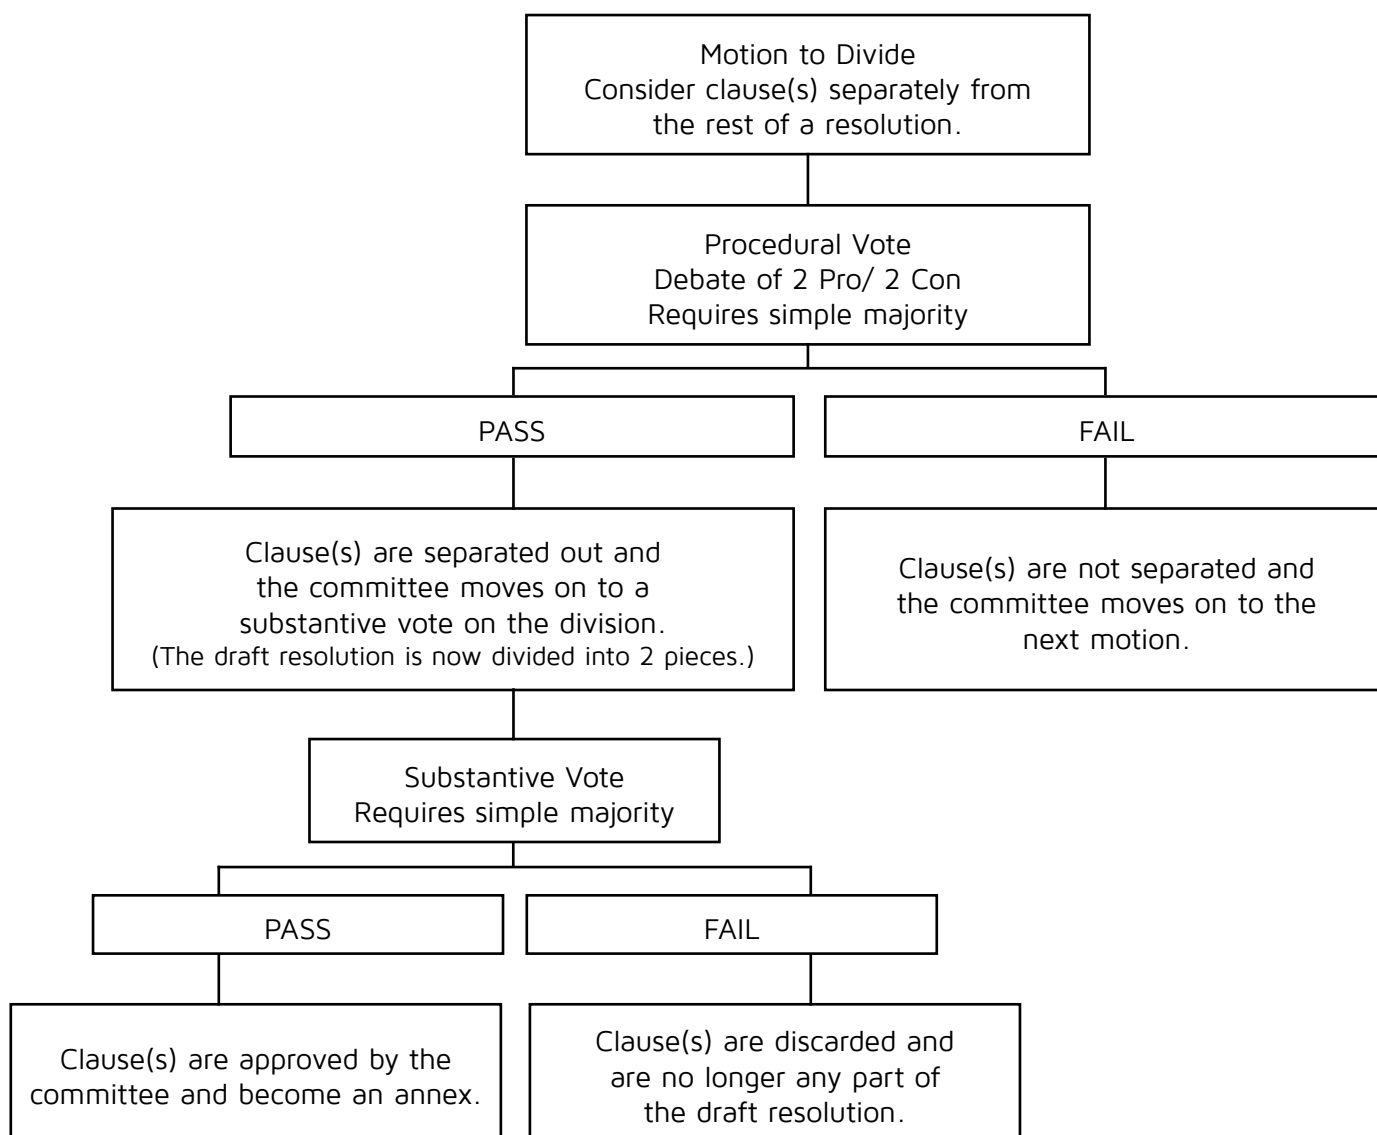 Motion to Divide
Consider clause(s) separately from
the rest of a resolution.
Procedural Vote
Debate of 2 Pro/ 2 Con
Requires simple majority
PASS
FAIL
Clause(s) are separated out and
the committee moves on to a
substantive vote on the division.
(The draft resolution is now divided into 2 pieces.)
Clause(s) are not separated and
the committee moves on to the
next motion.
Substantive Vote
Requires simple majority
PASS
FAIL
Clause(s) are approved by the
committee and become an annex.
Clause(s) are discarded and
are no longer any part of
the draft resolution.